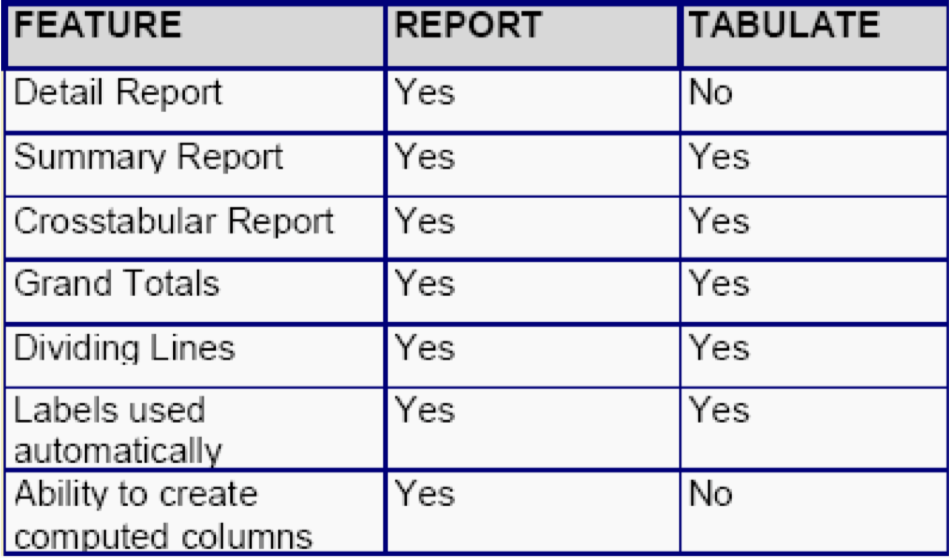 FEATURE REPORT TABULATE
Detail Report Yes No
Summary Report Yes Yes
Crosstabular Report Yes Yes
Grand Totals Yes Yes
Dividing Lines Yes Yes
Labels used Yes Yes
automatically
Ability to create Yes No
computed columns